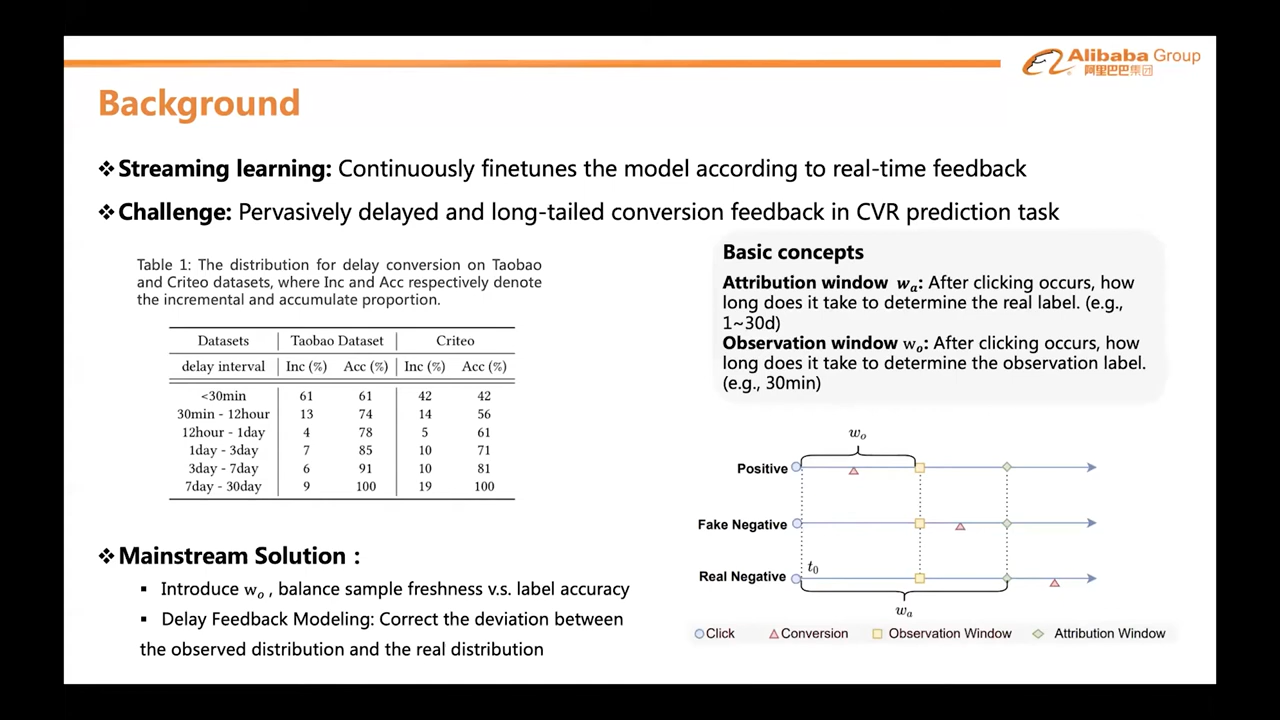 Alibaba Group
阿里巴巴集团
Background
❖Streaming learning: Continuously finetunes the model according to real-time feedback
❖Challenge: Pervasively delayed and long-tailed conversion feedback in CVR prediction task
Table 1: The distribution for delay conversion on Taobao
and Criteo datasets, where Inc and Acc respectively denote
the incremental and accumulate proportion.
Datasets Taobao Dataset Criteo
delay interval Inc (%) Acc (%) Inc (%) Acc (%)
<30min 61 61 42 42
30min - 12hour 13 74 14 56
12hour - 1day 4 78 5 61
1day - 3day 7 85 10 71
3day - 7day 6 91 10 81
7day - 30day 9 100 19 100
Basic concepts
Attribution window wₐ: After clicking occurs, how
long does it take to determine the real label. (e.g.,
1~30d)
Observation window wₒ: After clicking occurs, how
long does it take to determine the observation label.
(e.g., 30min)
wₒ
Positive
Fake Negative
Real Negative
t₀
wₐ
Click Conversion Observation Window Attribution Window
❖Mainstream Solution：
▪ Introduce wₒ , balance sample freshness v.s. label accuracy
▪ Delay Feedback Modeling: Correct the deviation between
the observed distribution and the real distribution